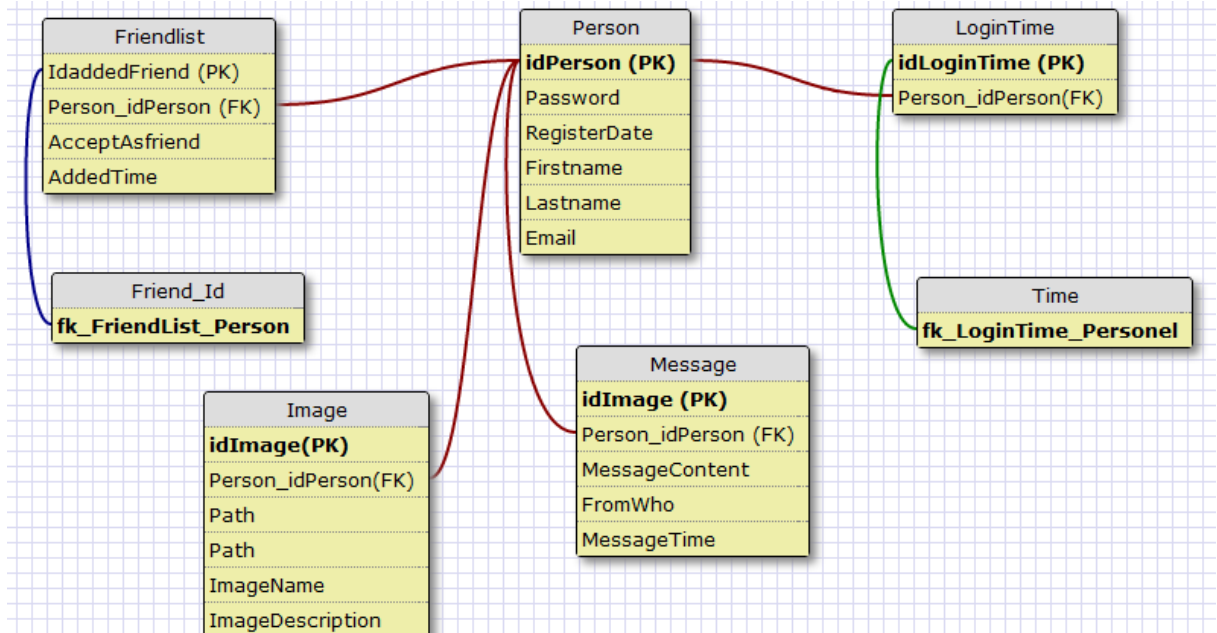 Friendlist
IdaddedFriend (PK)
Person_idPerson (FK)
AcceptAsfriend
AddedTime
Person
idPerson (PK)
Password
RegisterDate
Firstname
Lastname
Email
LoginTime
idLoginTime (PK)
Person_idPerson(FK)
Friend_Id
fk_FriendList_Person
Time
fk_LoginTime_Personel
Image
idImage(PK)
Person_idPerson(FK)
Path
Path
ImageName
ImageDescription
Message
idImage (PK)
Person_idPerson (FK)
MessageContent
FromWho
MessageTime